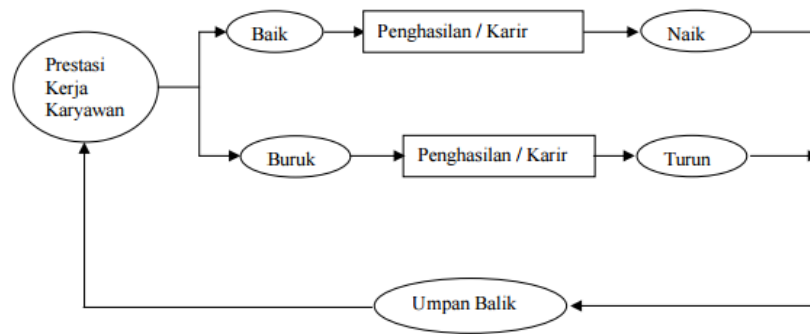 Prestasi
Kerja
Karyawan
Baik
Penghasilan / Karir
Naik
Buruk
Penghasilan / Karir
Turun
Umpan Balik